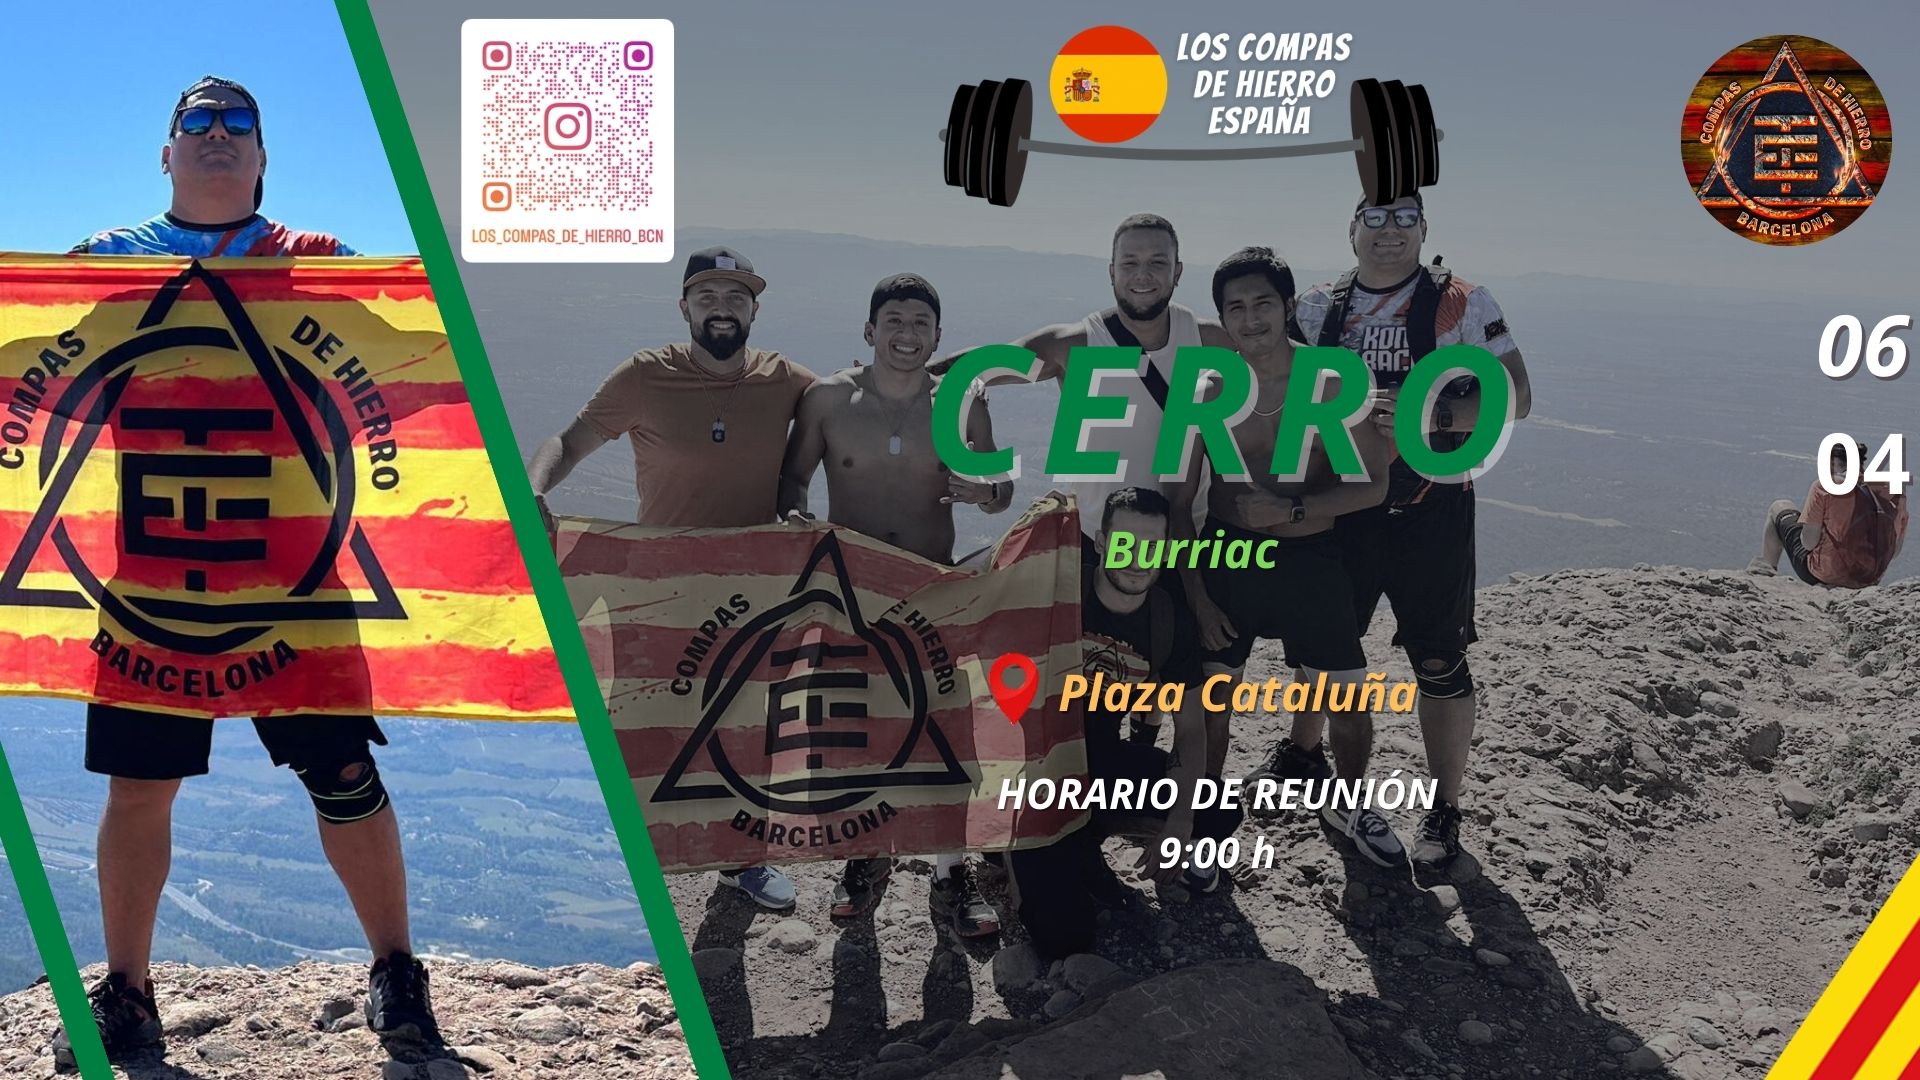 LOS_COMPAS_DE_HIERRO_BCN
LOS COMPAS
DE HIERRO
ESPAÑA
COMPAS DE HIERRO
BARCELONA
COMPAS DE HIERRO
BARCELONA
06
04
CERRO
Burriac
Plaza Cataluña
HORARIO DE REUNIÓN
9:00 h
COMPAS HIERRO
BARCELONA